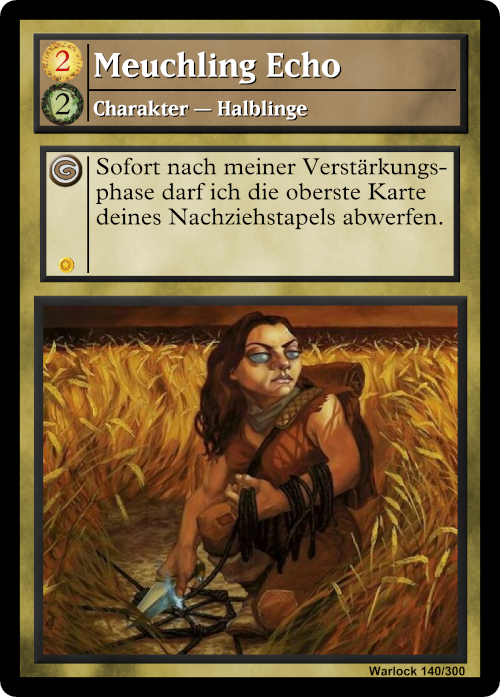 2
Meuchling Echo
2
Charakter — Halblinge
Sofort nach meiner Verstärkungs-
phase darf ich die oberste Karte
deines Nachziehstapels abwerfen.
Warlock 140/300